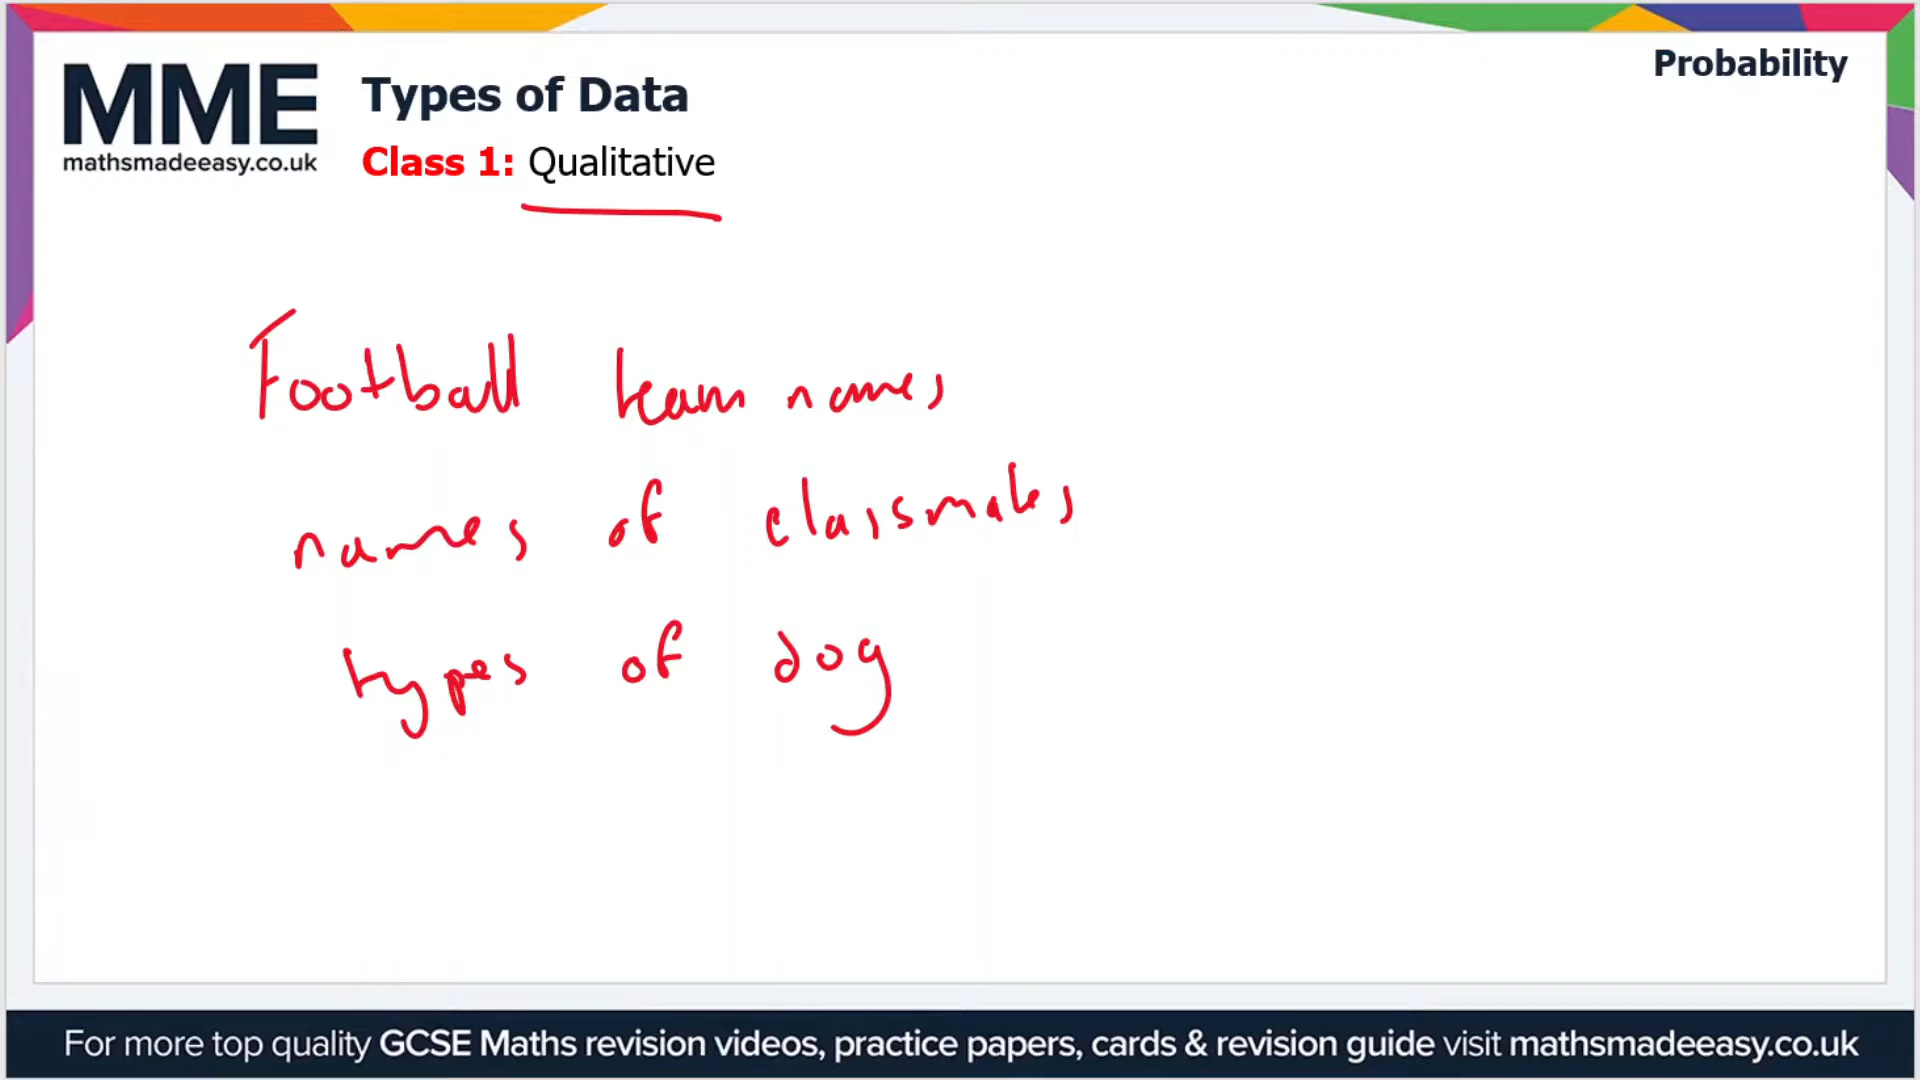 Probability
MME
mathsmadeeasy.co.uk
Types of Data
Class 1: Qualitative
Football team names
names of classmates
types of dog
For more top quality GCSE Maths revision videos, practice papers, cards & revision guide visit mathsmadeeasy.co.uk